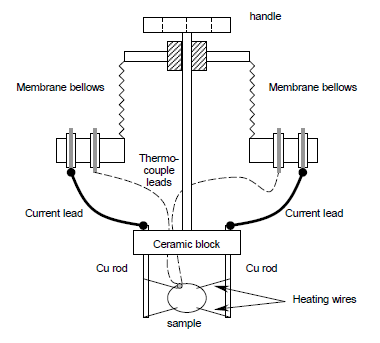 handle
Membrane bellows
Membrane bellows
Thermo-
couple
leads
Current lead
Current lead
Ceramic block
Cu rod
Cu rod
Heating wires
sample